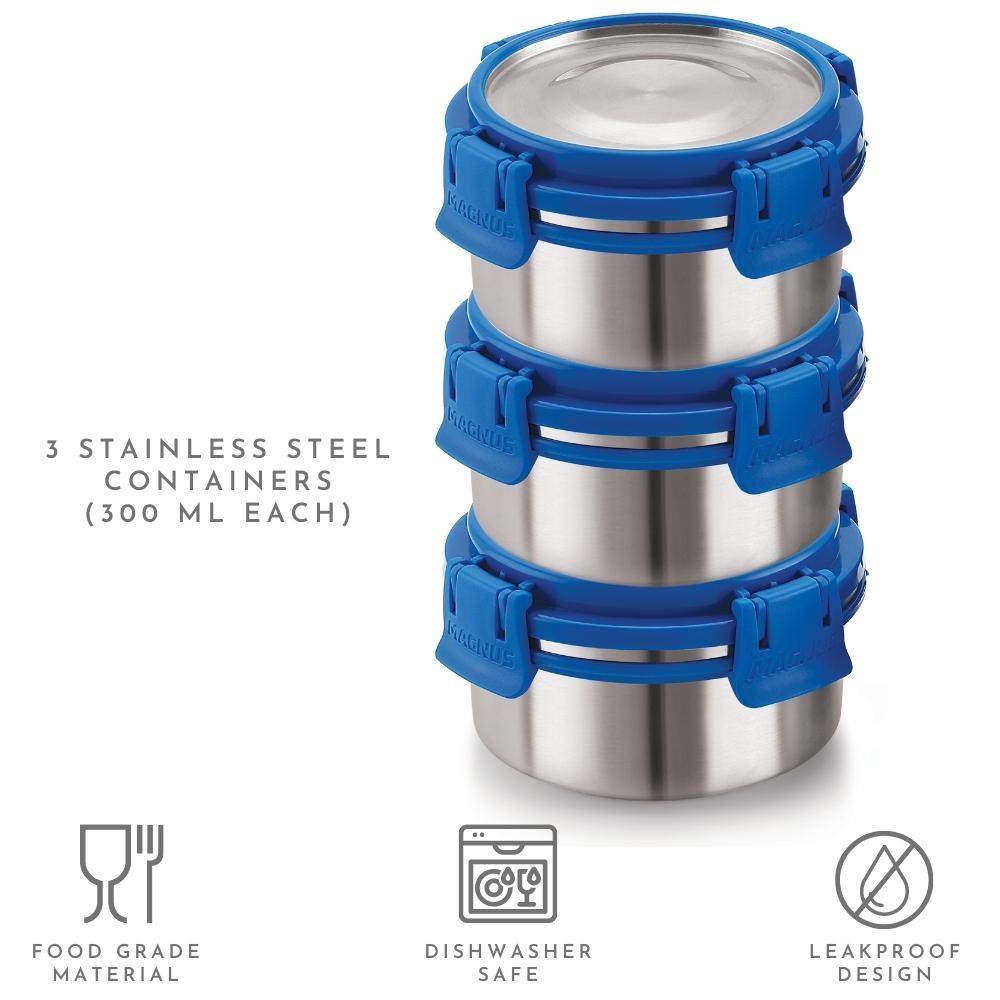 MAGNUS
MAGNUS
MAGNUS
MAGNUS
3 STAINLESS STEEL
CONTAINERS
(300 ML EACH)
MAGNUS
MAGNUS
FOOD GRADE
MATERIAL
DISHWASHER
SAFE
LEAKPROOF
DESIGN